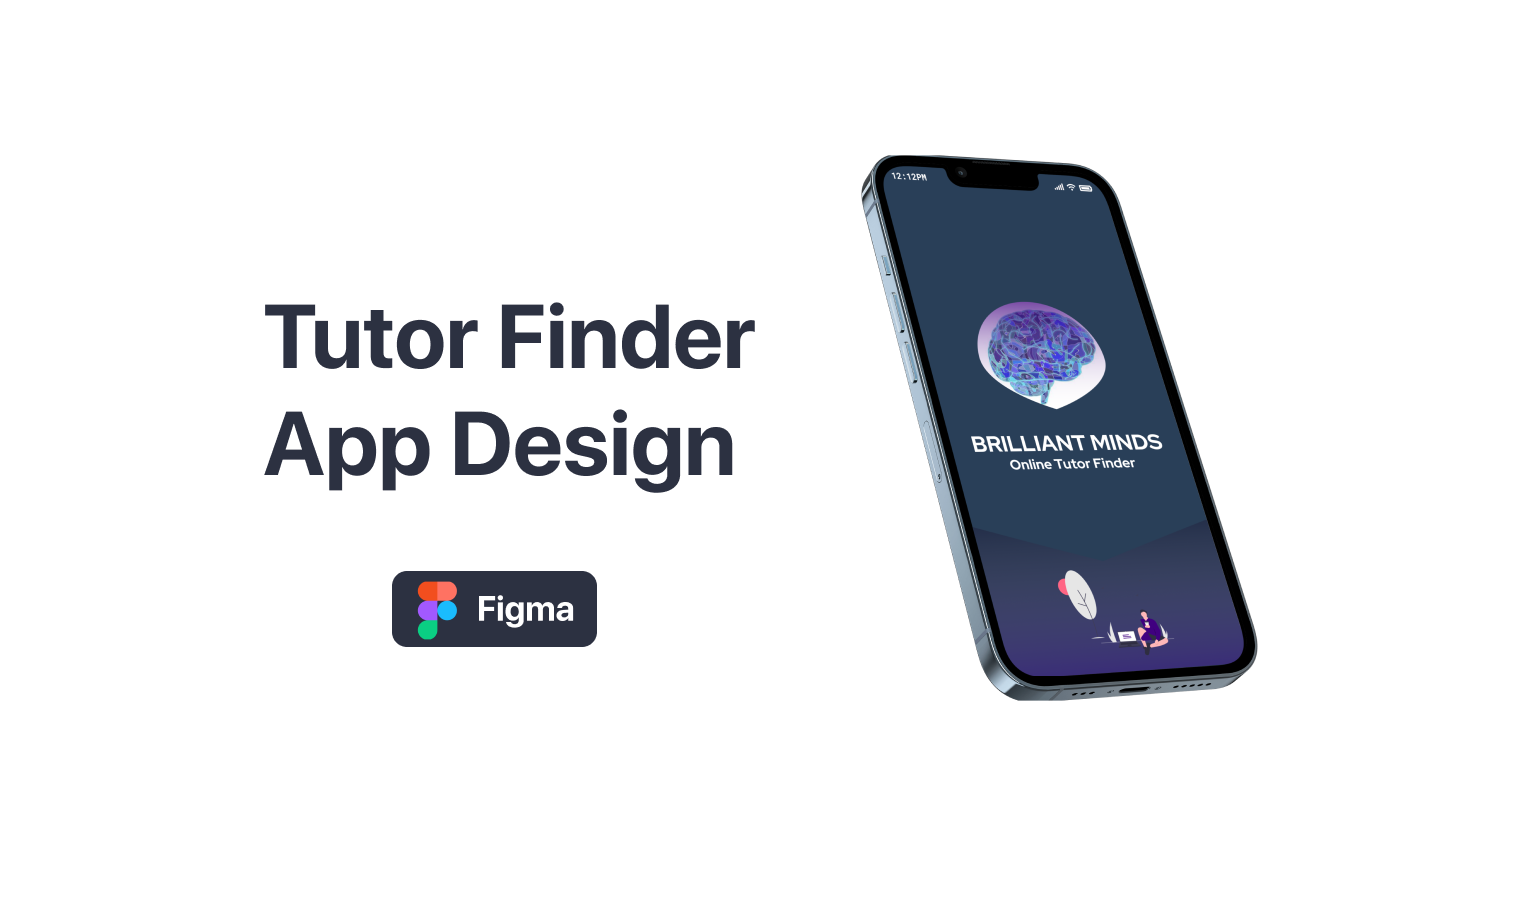 Tutor Finder
App Design
Figma
12:12PM
BRILLIANT MINDS
Online Tutor Finder